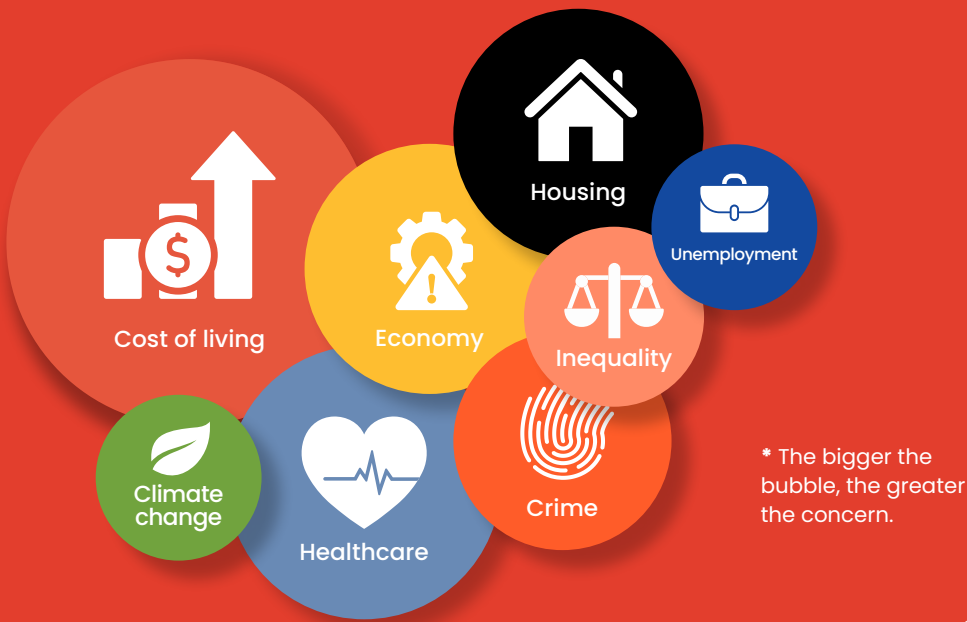 Housing
Unemployment
Cost of living
Economy
Inequality
* The bigger the
bubble, the greater
the concern.
Climate
change
Crime
Healthcare
$